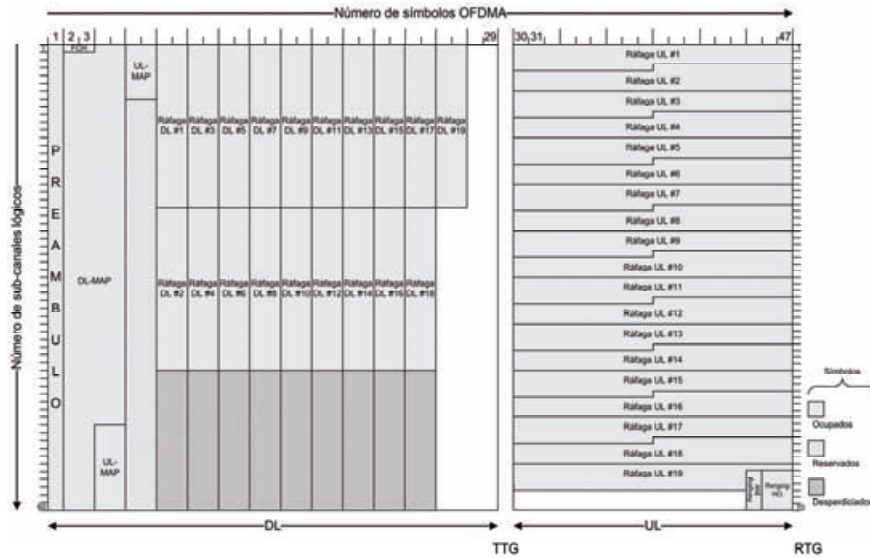 Número de símbolos OFDMA
1 2 3 29 30 31 47
FCH
UL-
MAP
Número de sub-canales lógicos
P
R
E
A
M
B
U
L
O
DL-MAP
UL-
MAP
Ráfaga
DL #1
Ráfaga
DL #3
Ráfaga
DL #5
Ráfaga
DL #7
Ráfaga
DL #9
Ráfaga
DL #11
Ráfaga
DL #13
Ráfaga
DL #15
Ráfaga
DL #17
Ráfaga
DL #19
Ráfaga
DL #2
Ráfaga
DL #4
Ráfaga
DL #6
Ráfaga
DL #8
Ráfaga
DL #10
Ráfaga
DL #12
Ráfaga
DL #14
Ráfaga
DL #16
Ráfaga
DL #18
Ráfaga UL #1
Ráfaga UL #2
Ráfaga UL #3
Ráfaga UL #4
Ráfaga UL #5
Ráfaga UL #6
Ráfaga UL #7
Ráfaga UL #8
Ráfaga UL #9
Ráfaga UL #10
Ráfaga UL #11
Ráfaga UL #12
Ráfaga UL #13
Ráfaga UL #14
Ráfaga UL #15
Ráfaga UL #16
Ráfaga UL #17
Ráfaga UL #18
Ráfaga UL #19
Ranging
BW
Ranging
HO
Símbolos
Ocupados
Reservados
Desperdiciados
DL
UL
TTG
RTG